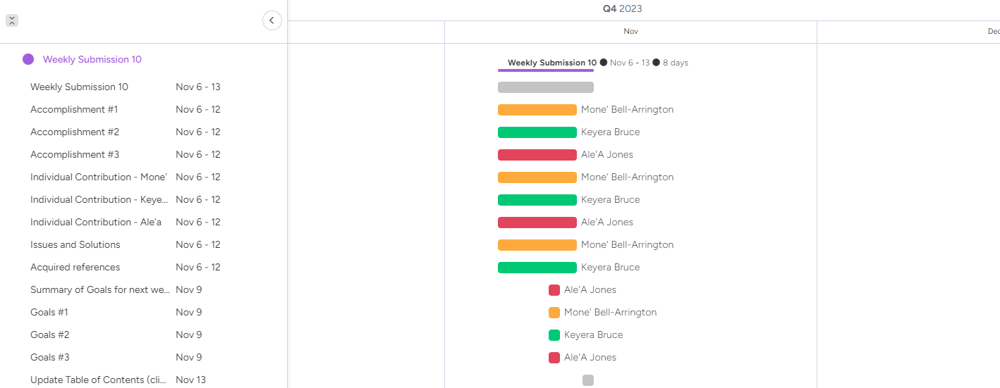 Q4 2023
Nov
Dec
Weekly Submission 10
Weekly Submission 10 ● Nov 6 - 13 ● 8 days
Weekly Submission 10 Nov 6 - 13
Accomplishment #1 Nov 6 - 12 Mone' Bell-Arrington
Accomplishment #2 Nov 6 - 12 Keyera Bruce
Accomplishment #3 Nov 6 - 12 Ale'A Jones
Individual Contribution - Mone' Nov 6 - 12 Mone' Bell-Arrington
Individual Contribution - Keye... Nov 6 - 12 Keyera Bruce
Individual Contribution - Ale'a Nov 6 - 12 Ale'A Jones
Issues and Solutions Nov 6 - 12 Mone' Bell-Arrington
Acquired references Nov 6 - 12 Keyera Bruce
Summary of Goals for next we... Nov 9 Ale'A Jones
Goals #1 Nov 9 Mone' Bell-Arrington
Goals #2 Nov 9 Keyera Bruce
Goals #3 Nov 9 Ale'A Jones
Update Table of Contents (cli... Nov 13